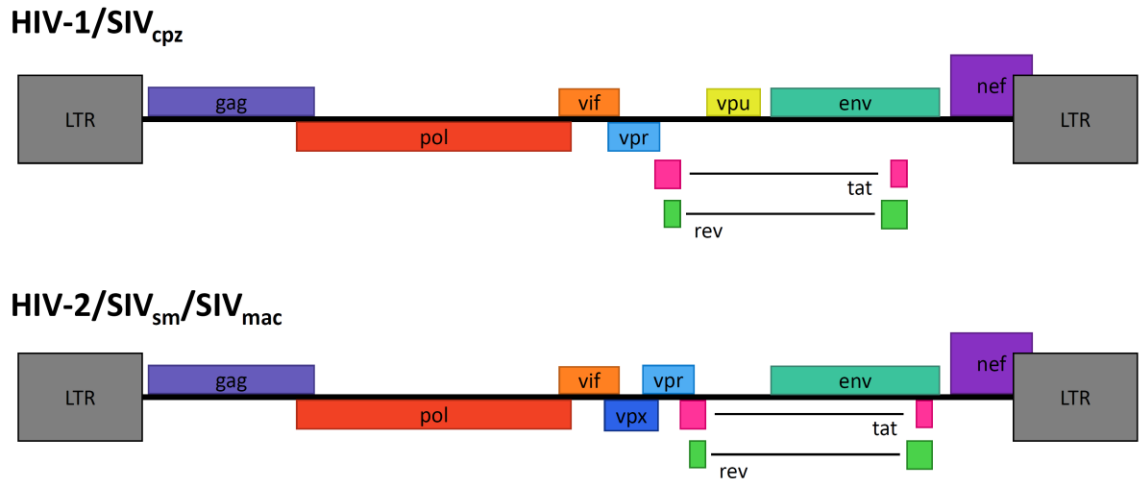 HIV-1/SIVcpz
LTR
gag
pol
vif
vpr
vpu
env
nef
LTR
tat
rev
HIV-2/SIVsm/SIVmac
LTR
gag
pol
vif
vpx
vpr
env
nef
LTR
tat
rev